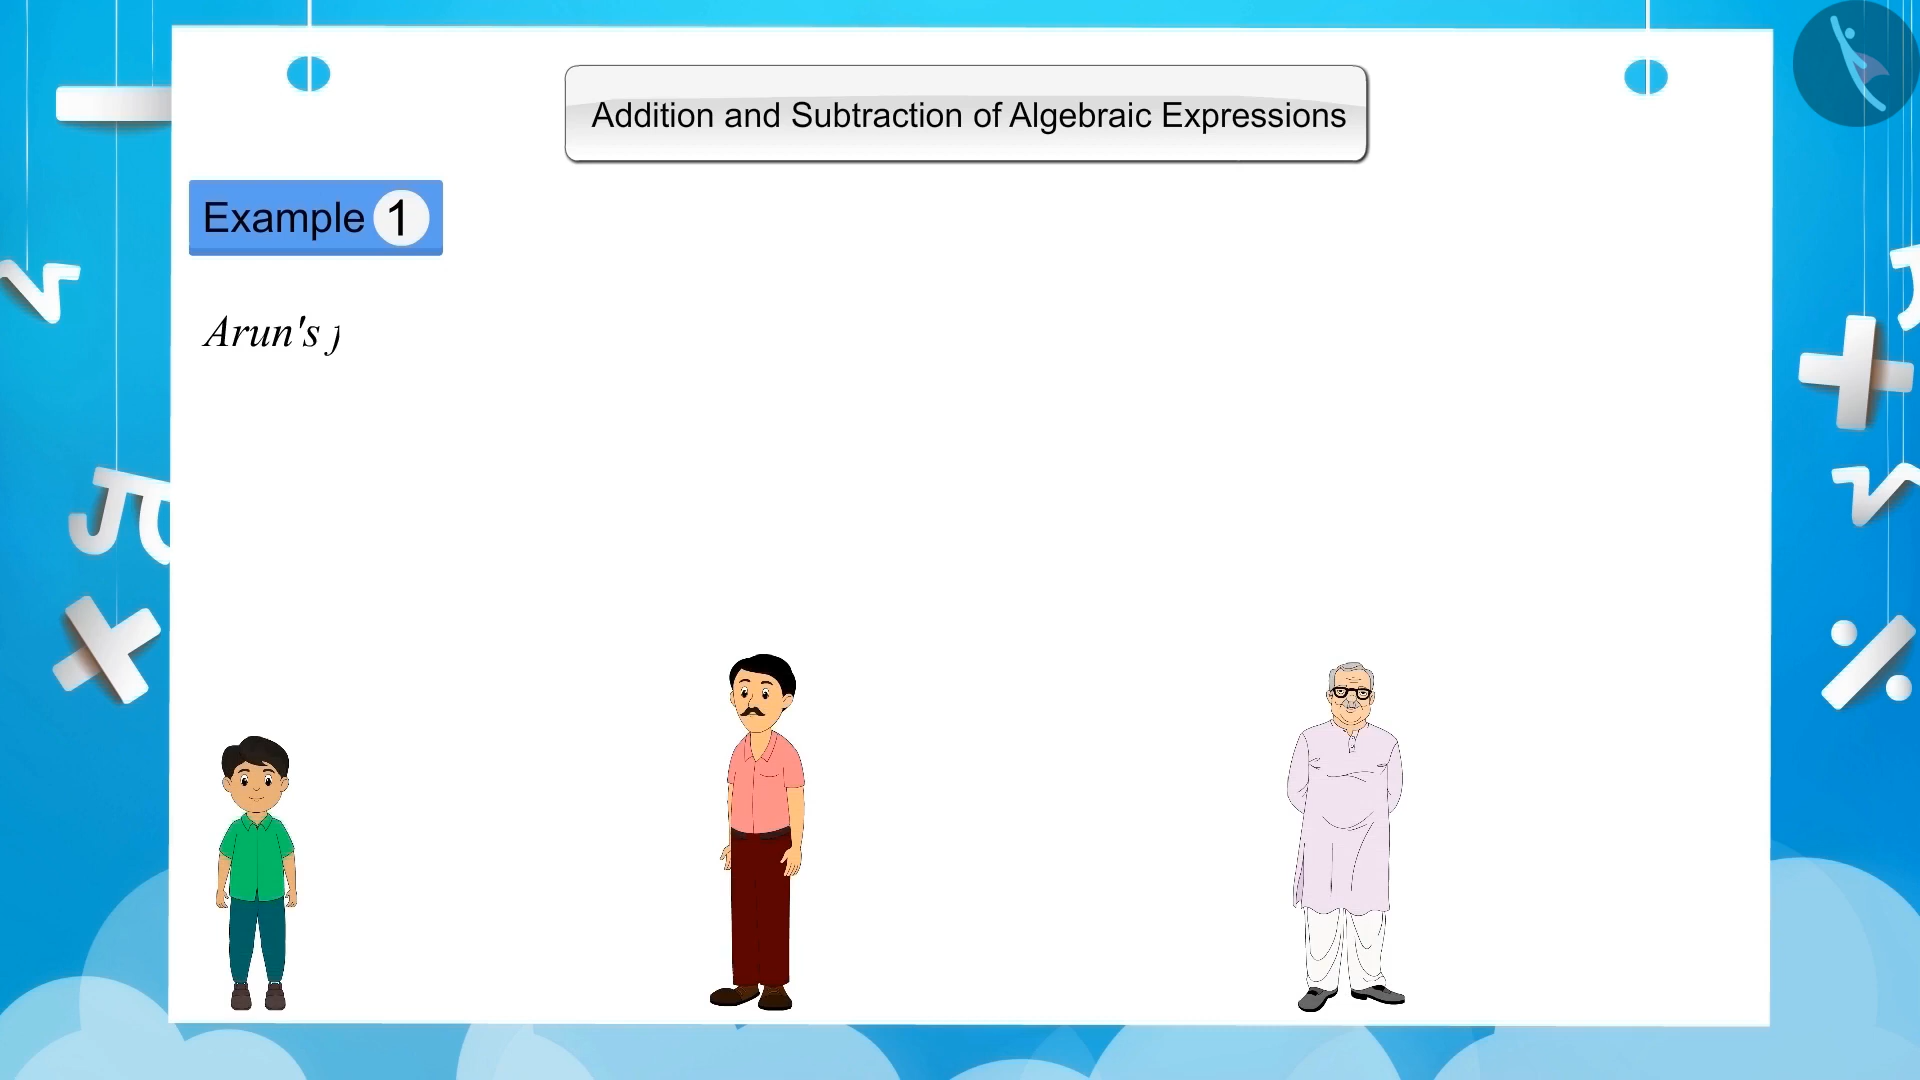 Addition and Subtraction of Algebraic Expressions
Example 1
Arun's